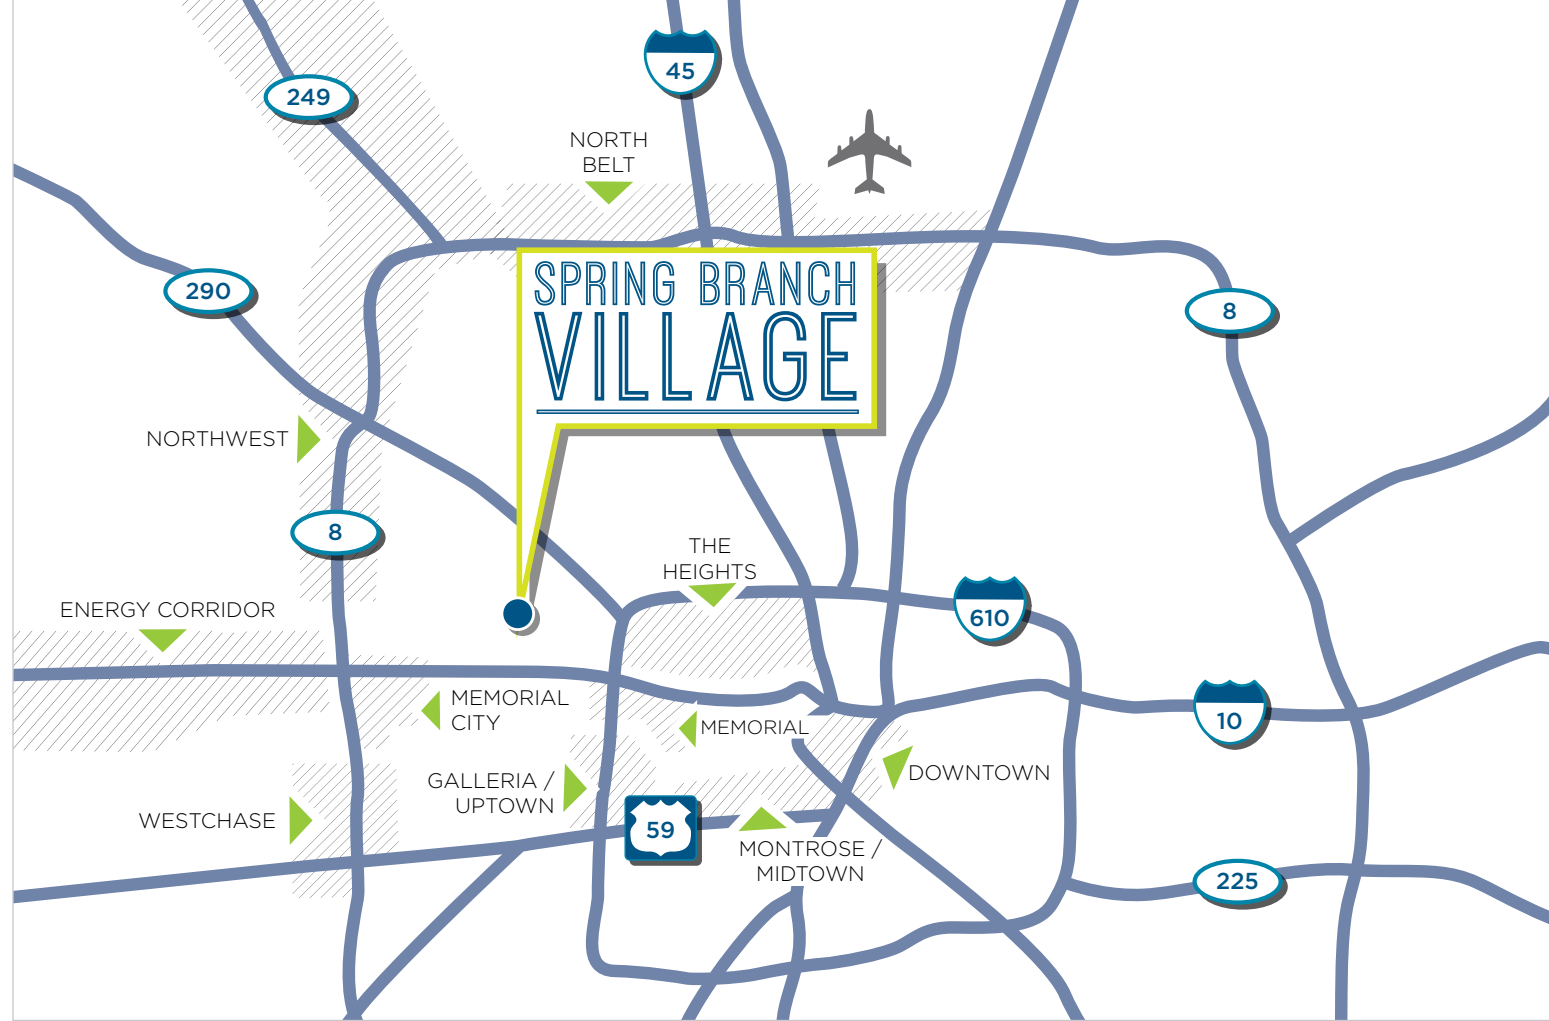 45
249
NORTH
BELT
290
SPRING BRANCH
VILLAGE
8
NORTHWEST
8
THE
HEIGHTS
ENERGY CORRIDOR
610
MEMORIAL
CITY
MEMORIAL
10
GALLERIA /
UPTOWN
DOWNTOWN
WESTCHASE
59
MONTROSE /
MIDTOWN
225